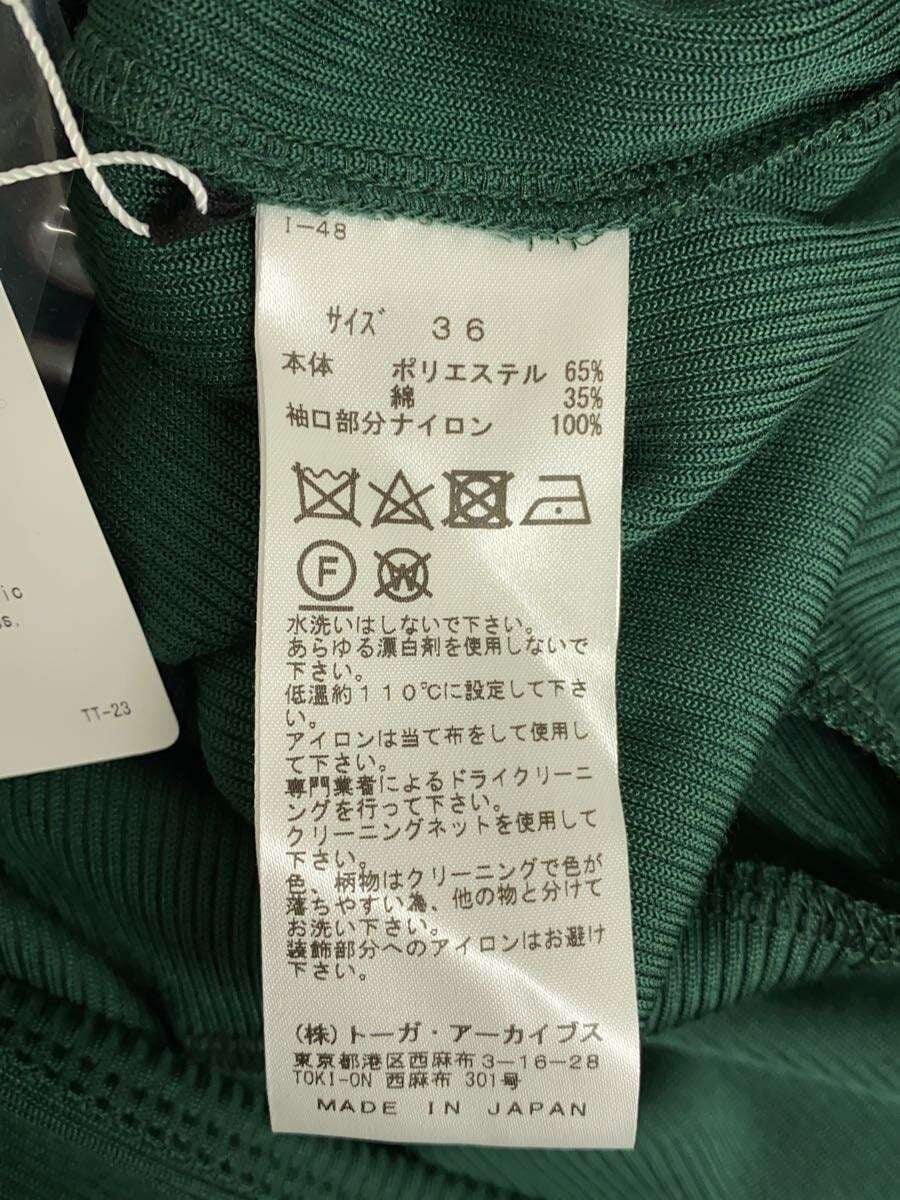 I-48
サイズ 36
本体 ポリエステル 65%
綿 35%
袖口部分ナイロン 100%
F W
水洗いはしないで下さい。
あらゆる漂白剤を使用しないで
下さい。
低温約110℃に設定して下さ
い。
アイロンは当て布をして使用し
て下さい。
専門業者によるドライクリーニ
ングを行って下さい。
クリーニングネットを使用して
下さい。
色、柄物はクリーニングで色が
落ちやすい為、他の物と分けて
お洗い下さい。
装飾部分へのアイロンはお避け
下さい。
(株)トーガ・アーカイブス
東京都港区西麻布3-16-28
TOKI-ON 西麻布 301号
MADE IN JAPAN
ic
s.
TT-23